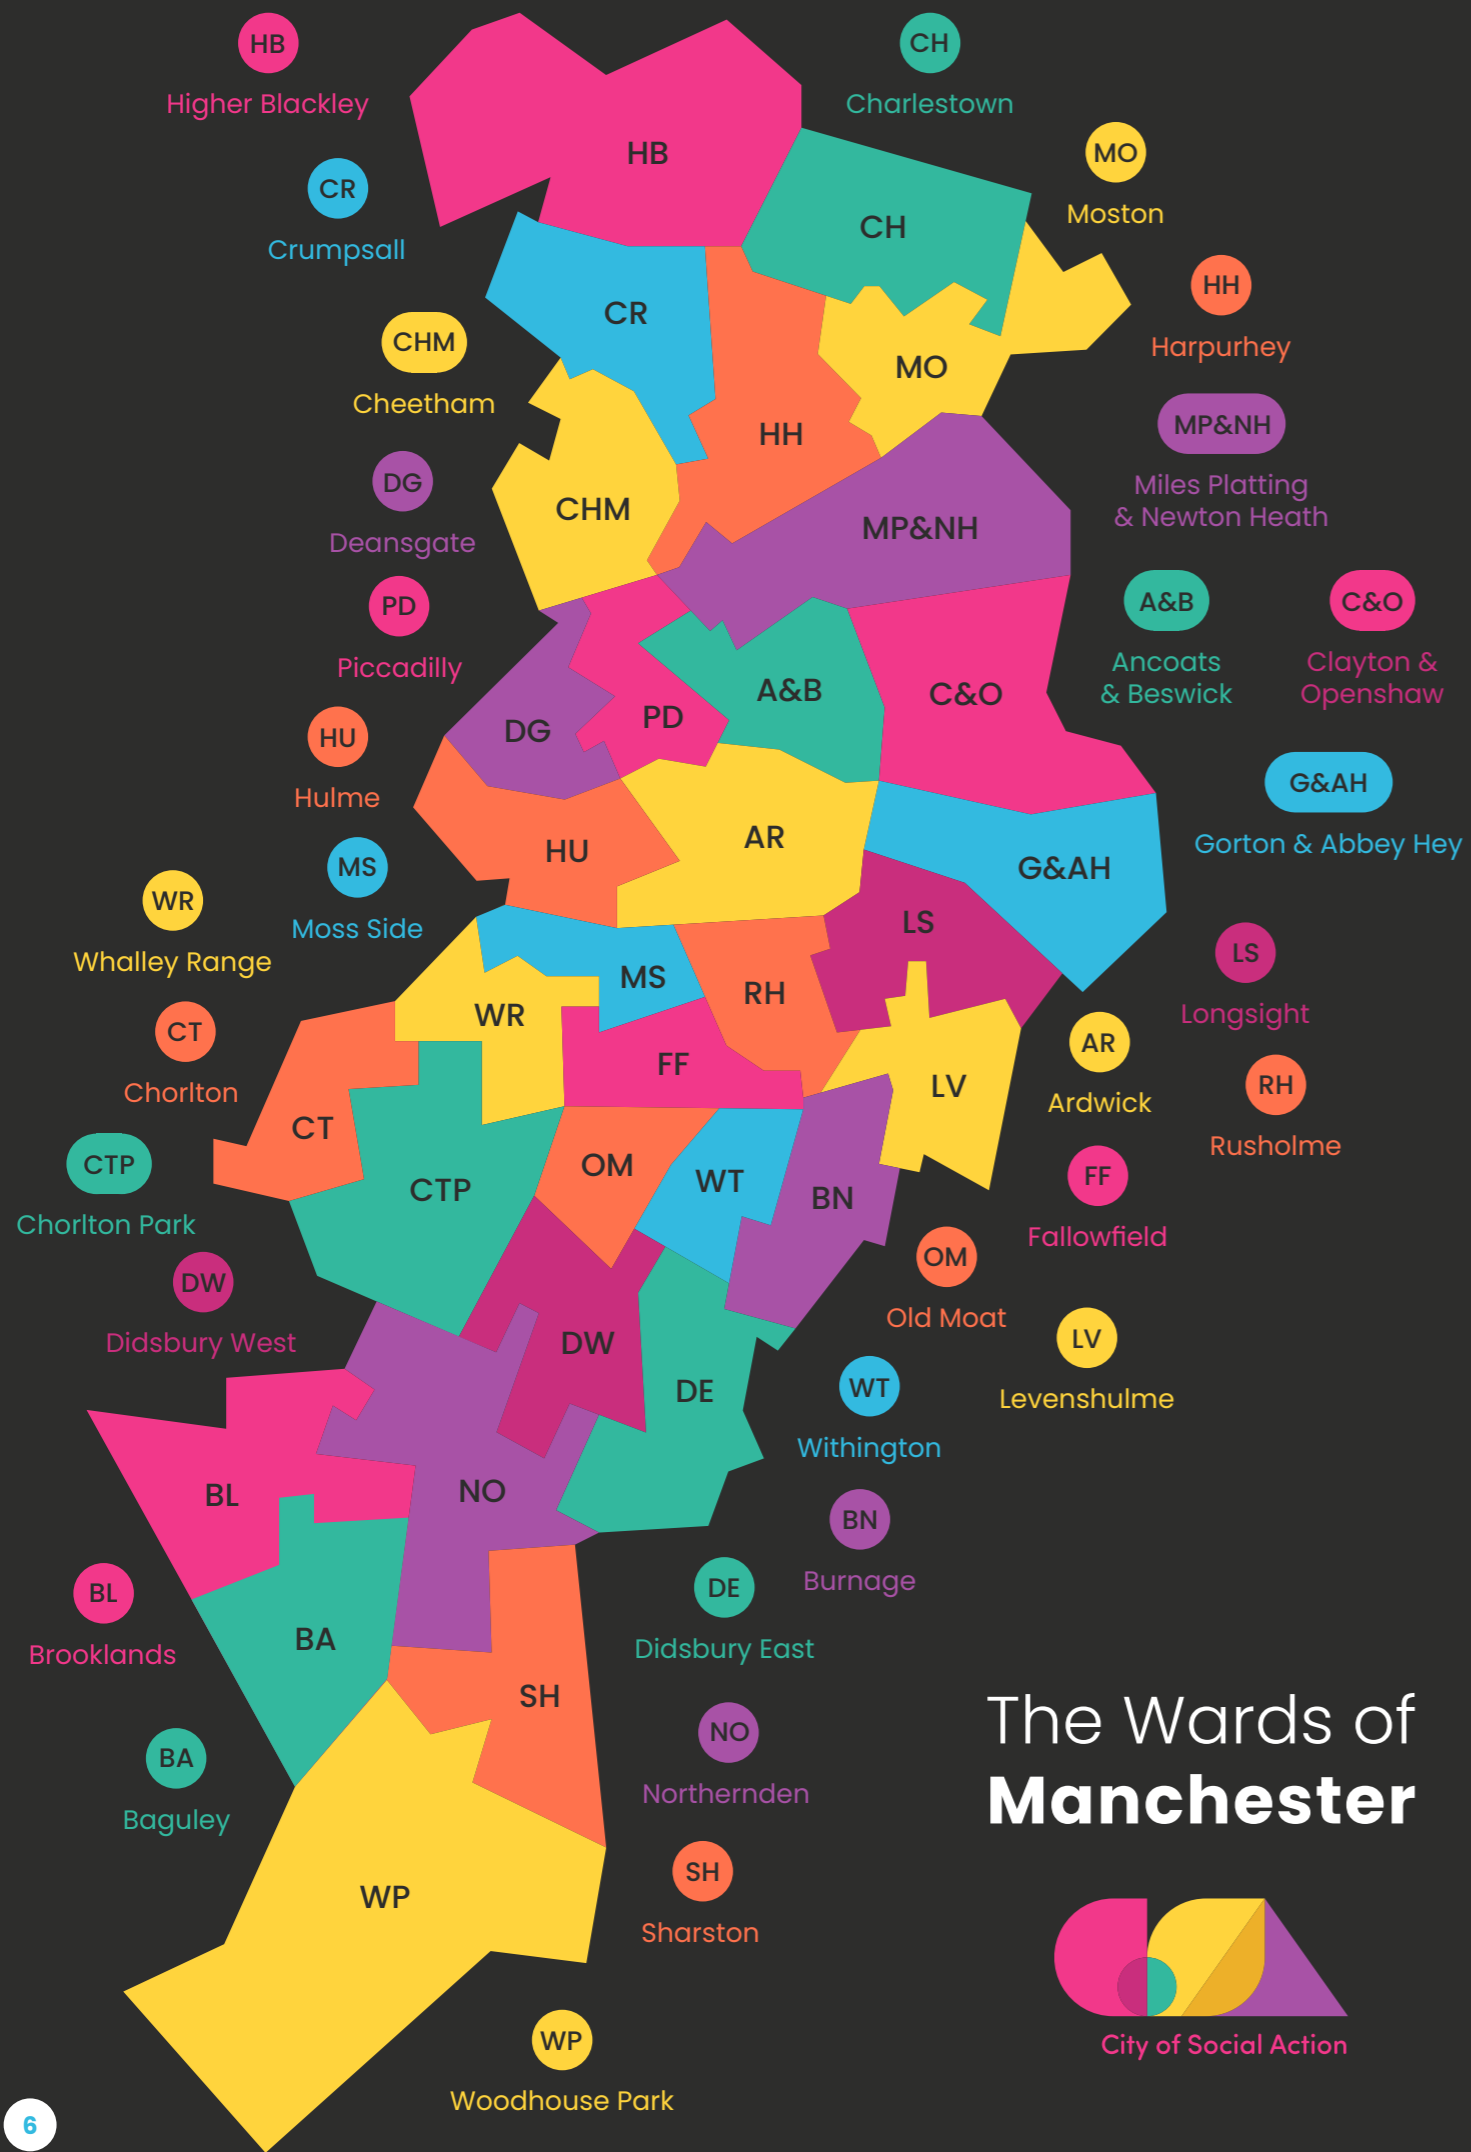 HB
Higher Blackley
CH
Charlestown
MO
Moston
CR
Crumpsall
HH
Harpurhey
CHM
Cheetham
MP&NH
Miles Platting
& Newton Heath
DG
Deansgate
PD
Piccadilly
A&B
Ancoats
& Beswick
C&O
Clayton &
Openshaw
HU
Hulme
G&AH
Gorton & Abbey Hey
MS
Moss Side
WR
Whalley Range
LS
Longsight
CT
Chorlton
AR
Ardwick
RH
Rusholme
CTP
Chorlton Park
FF
Fallowfield
DW
Didsbury West
OM
Old Moat
LV
Levenshulme
WT
Withington
BN
Burnage
BL
Brooklands
DE
Didsbury East
BA
Baguley
NO
Northernden
SH
Sharston
WP
Woodhouse Park
HB
CH
CR
MO
HH
CHM
MP&NH
A&B
C&O
PD
DG
AR
HU
G&AH
LS
MS
RH
WR
FF
LV
CT
OM
WT
CTP
BN
DW
DE
NO
BL
BA
SH
WP
The Wards of
Manchester
City of Social Action
6